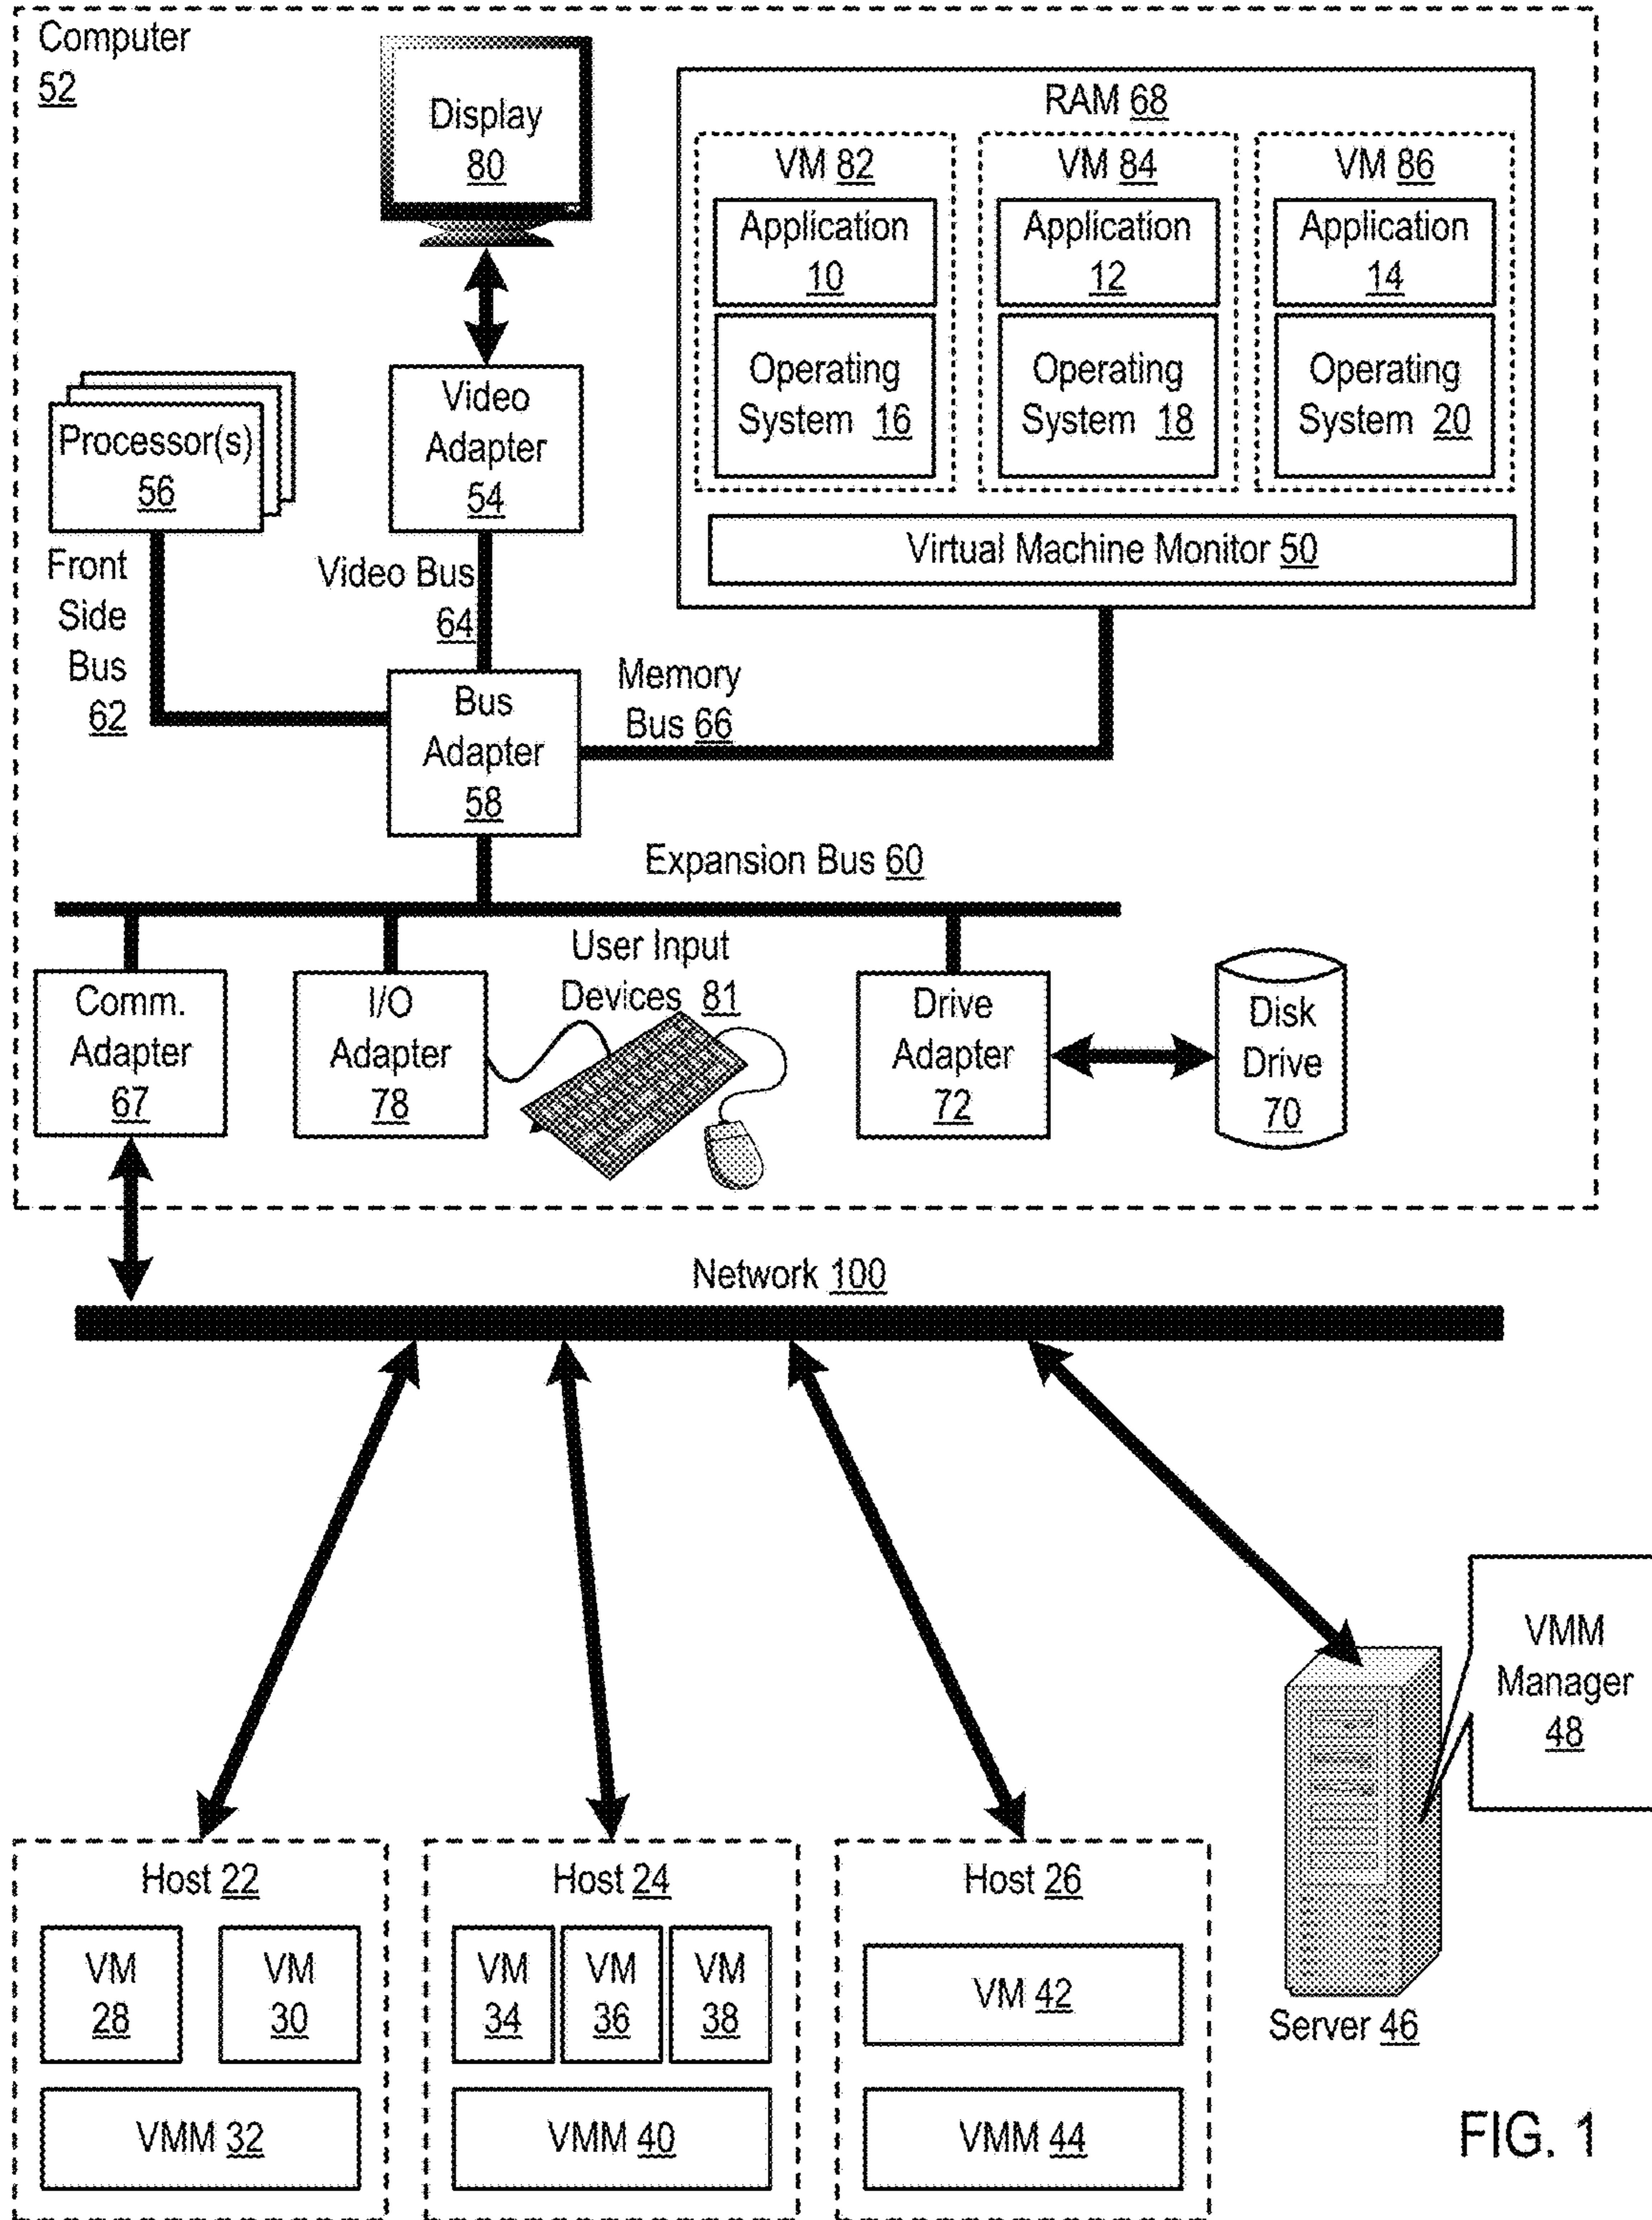 Computer
52
Display
80
RAM 68
VM 82
VM 84
VM 86
Application
10
Application
12
Application
14
Operating
System 16
Operating
System 18
Operating
System 20
Virtual Machine Monitor 50
Processor(s)
56
Video
Adapter
54
Front
Side
Bus
62
Video Bus
64
Bus
Adapter
58
Memory
Bus 66
Expansion Bus 60
Comm.
Adapter
67
I/O
Adapter
78
User Input
Devices 81
Drive
Adapter
72
Disk
Drive
70
Network 100
VMM
Manager
48
Server 46
Host 22
VM
28
VM
30
VMM 32
Host 24
VM
34
VM
36
VM
38
VMM 40
Host 26
VM 42
VMM 44
FIG. 1